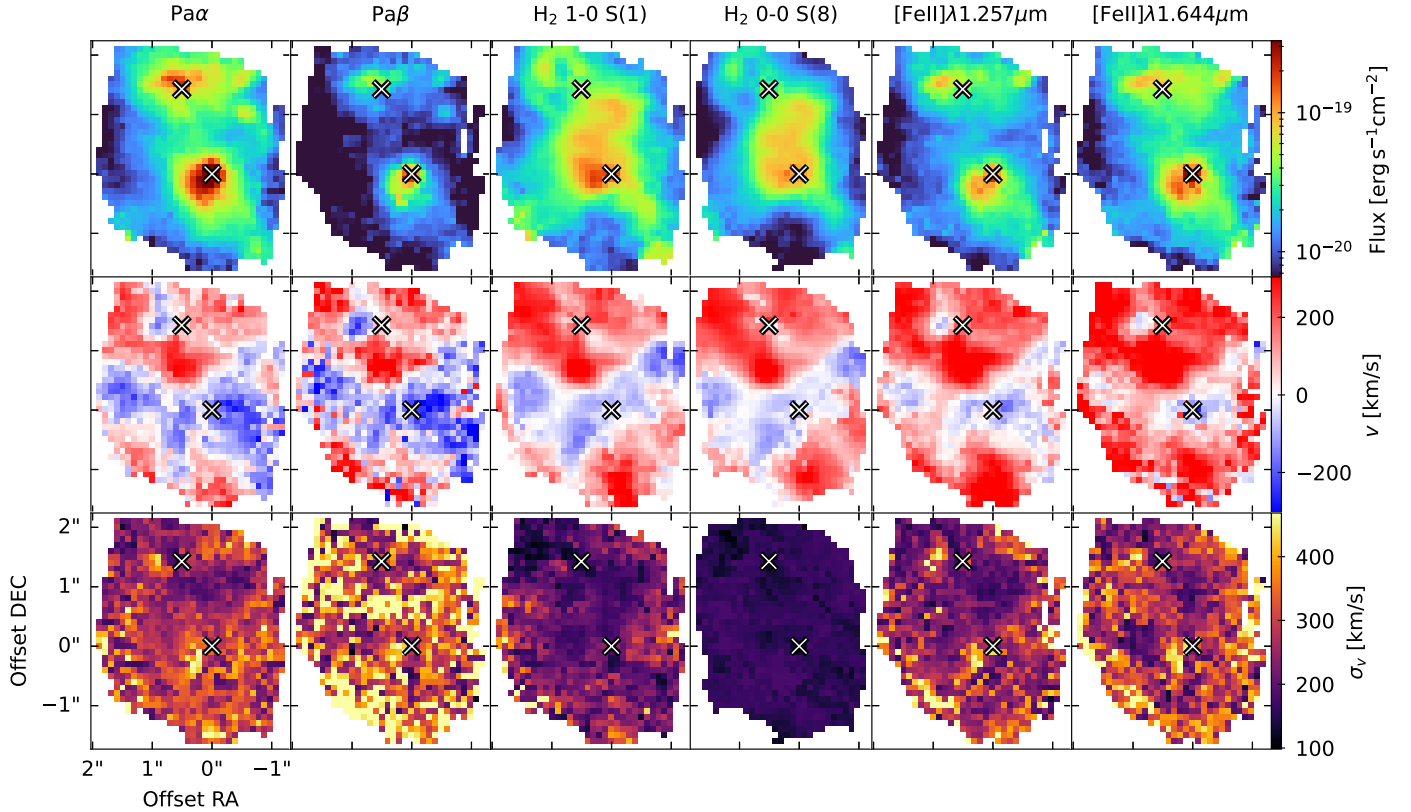 Paα Paβ H₂ 1-0 S(1) H₂ 0-0 S(8) [FeII]λ1.257μm [FeII]λ1.644μm
10⁻¹⁹
10⁻²⁰
Flux [erg s⁻¹cm⁻²]
200
0
−200
v [km/s]
2"
1"
0"
−1"
Offset DEC
400
300
200
100
σᵥ [km/s]
2" 1" 0" −1"
Offset RA